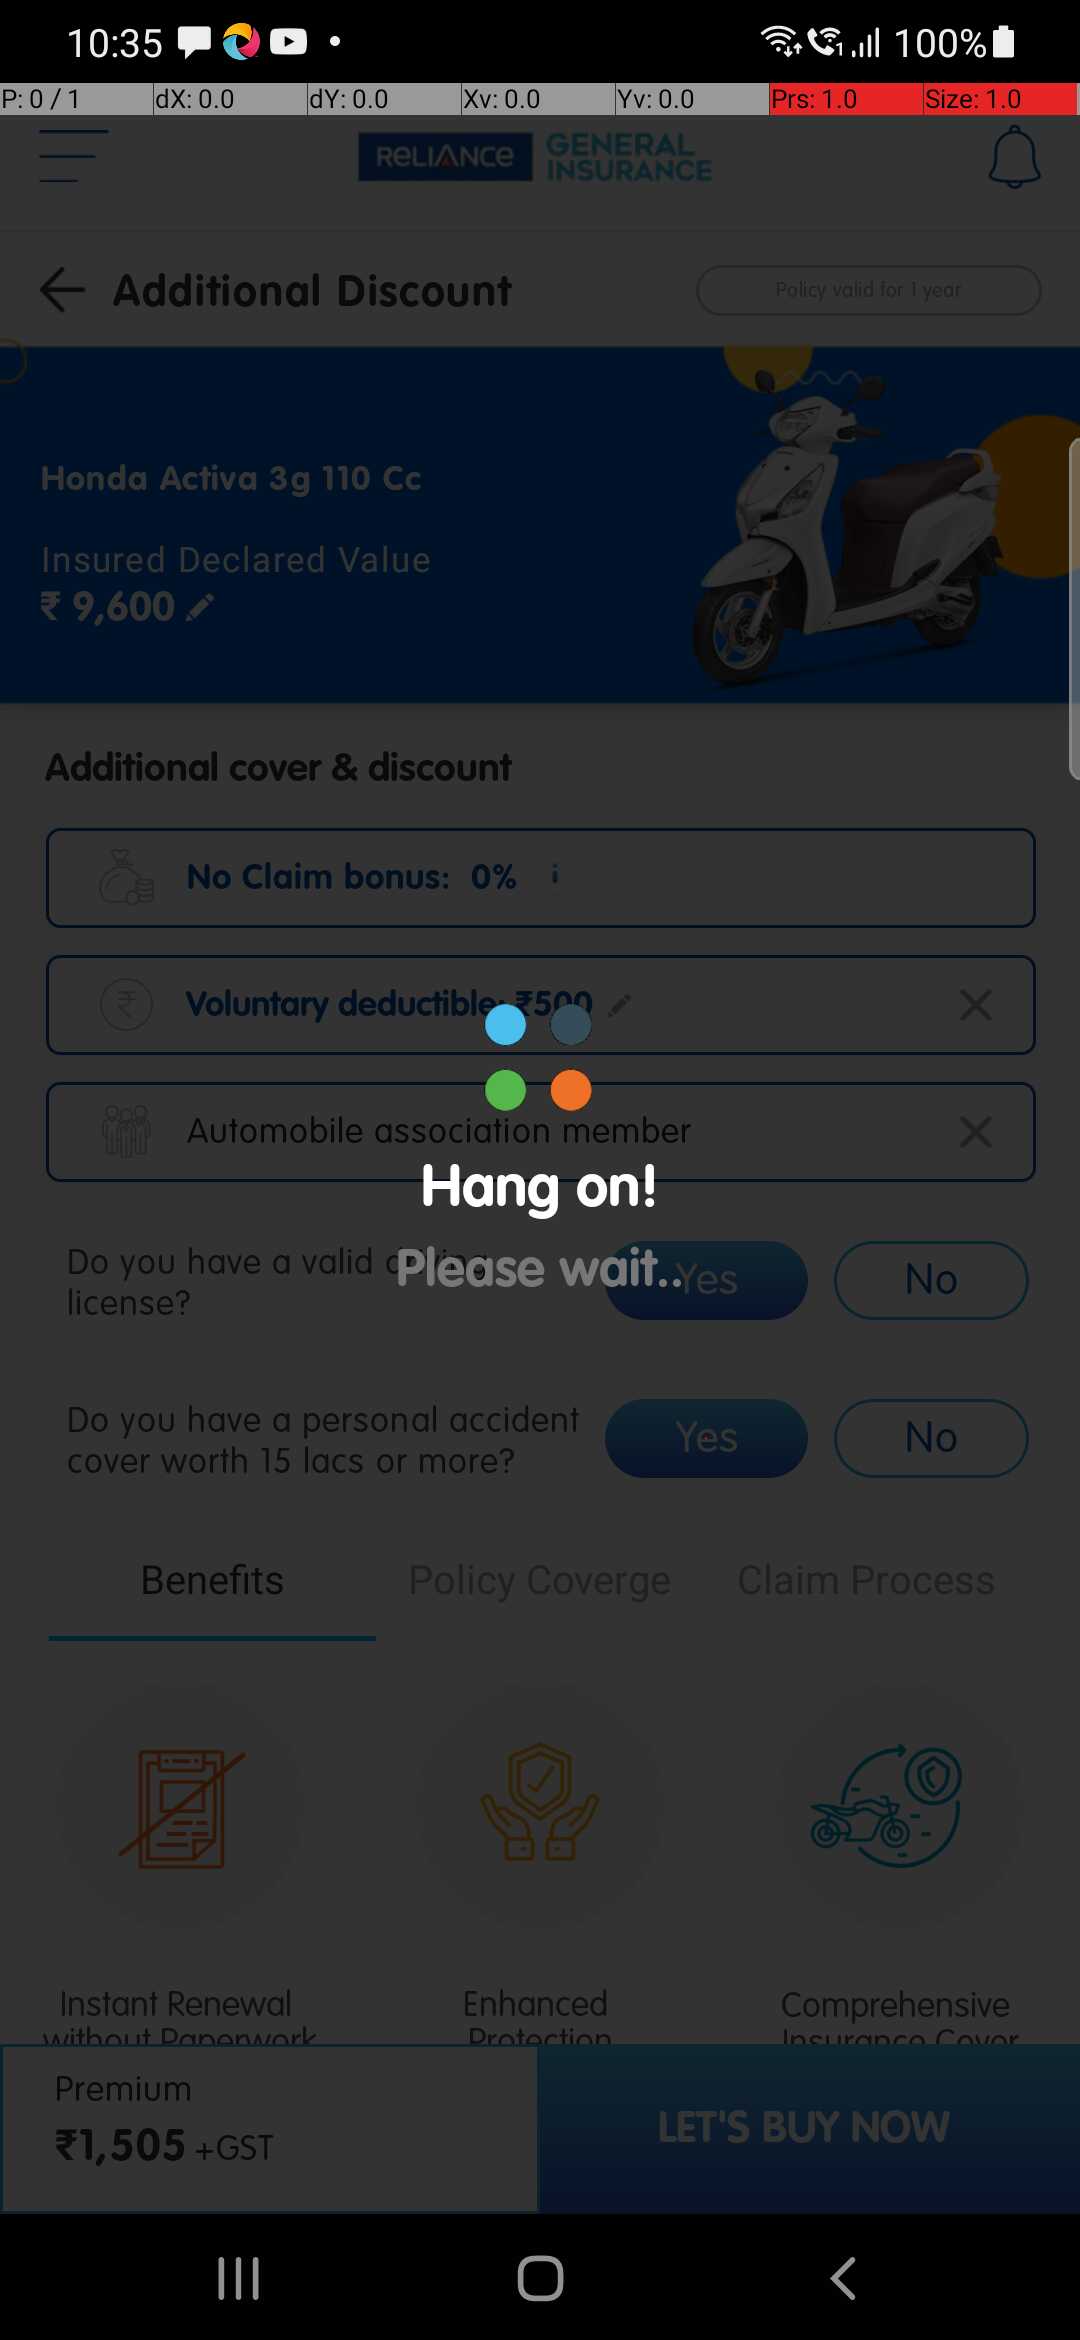 10:35 1 100%
P: 0 / 1 dX: 0.0 dY: 0.0 Xv: 0.0 Yv: 0.0 Prs: 1.0 Size: 1.0
RELIANCE GENERAL
INSURANCE
Additional Discount Policy valid for 1 year
Honda Activa 3g 110 Cc
Insured Declared Value
₹ 9,600
Additional cover & discount
No Claim bonus: 0% i
Voluntary deductible: ₹500
Automobile association member
Hang on!
Please wait..
Do you have a valid driving
license?
Yes No
Do you have a personal accident
cover worth 15 lacs or more?
Yes No
Benefits Policy Coverge Claim Process
Instant Renewal
without Paperwork
Enhanced
Protection
Comprehensive
Insurance Cover
Premium
₹1,505 +GST
LET'S BUY NOW